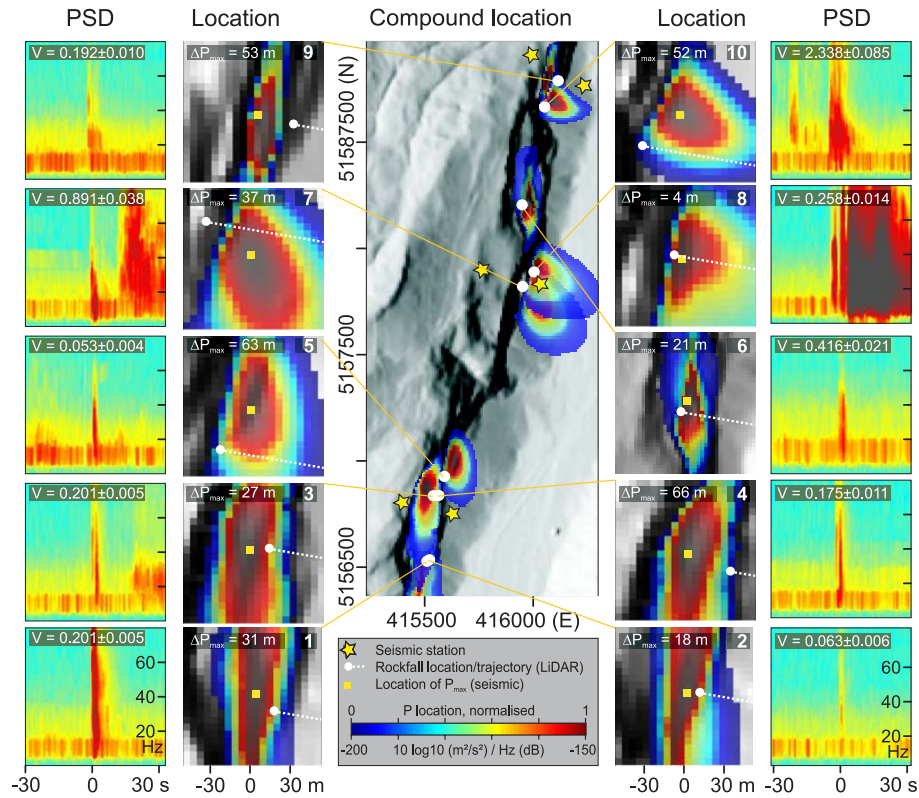 PSD
Location
Compound location
Location
PSD
V = 0.192±0.010
ΔPmax = 53 m
9
ΔPmax = 52 m
10
V = 2.338±0.085
V = 0.891±0.038
ΔPmax = 37 m
7
ΔPmax = 4 m
8
V = 0.258±0.014
V = 0.053±0.004
ΔPmax = 63 m
5
ΔPmax = 21 m
6
V = 0.416±0.021
V = 0.201±0.005
ΔPmax = 27 m
3
ΔPmax = 66 m
4
V = 0.175±0.011
V = 0.201±0.005
ΔPmax = 31 m
1
ΔPmax = 18 m
2
V = 0.063±0.006
5158 7500 (N)
5157500
5156500
415500
416000 (E)
Seismic station
Rockfall location/trajectory (LiDAR)
Location of Pmax (seismic)
0
P location, normalised
1
-200
10 log10 (m²/s²) / Hz (dB)
-150
60
40
20
Hz
60
40
20
Hz
-30
0
30 s
-30
0
30 m
-30
0
30 m
-30
0
30 s